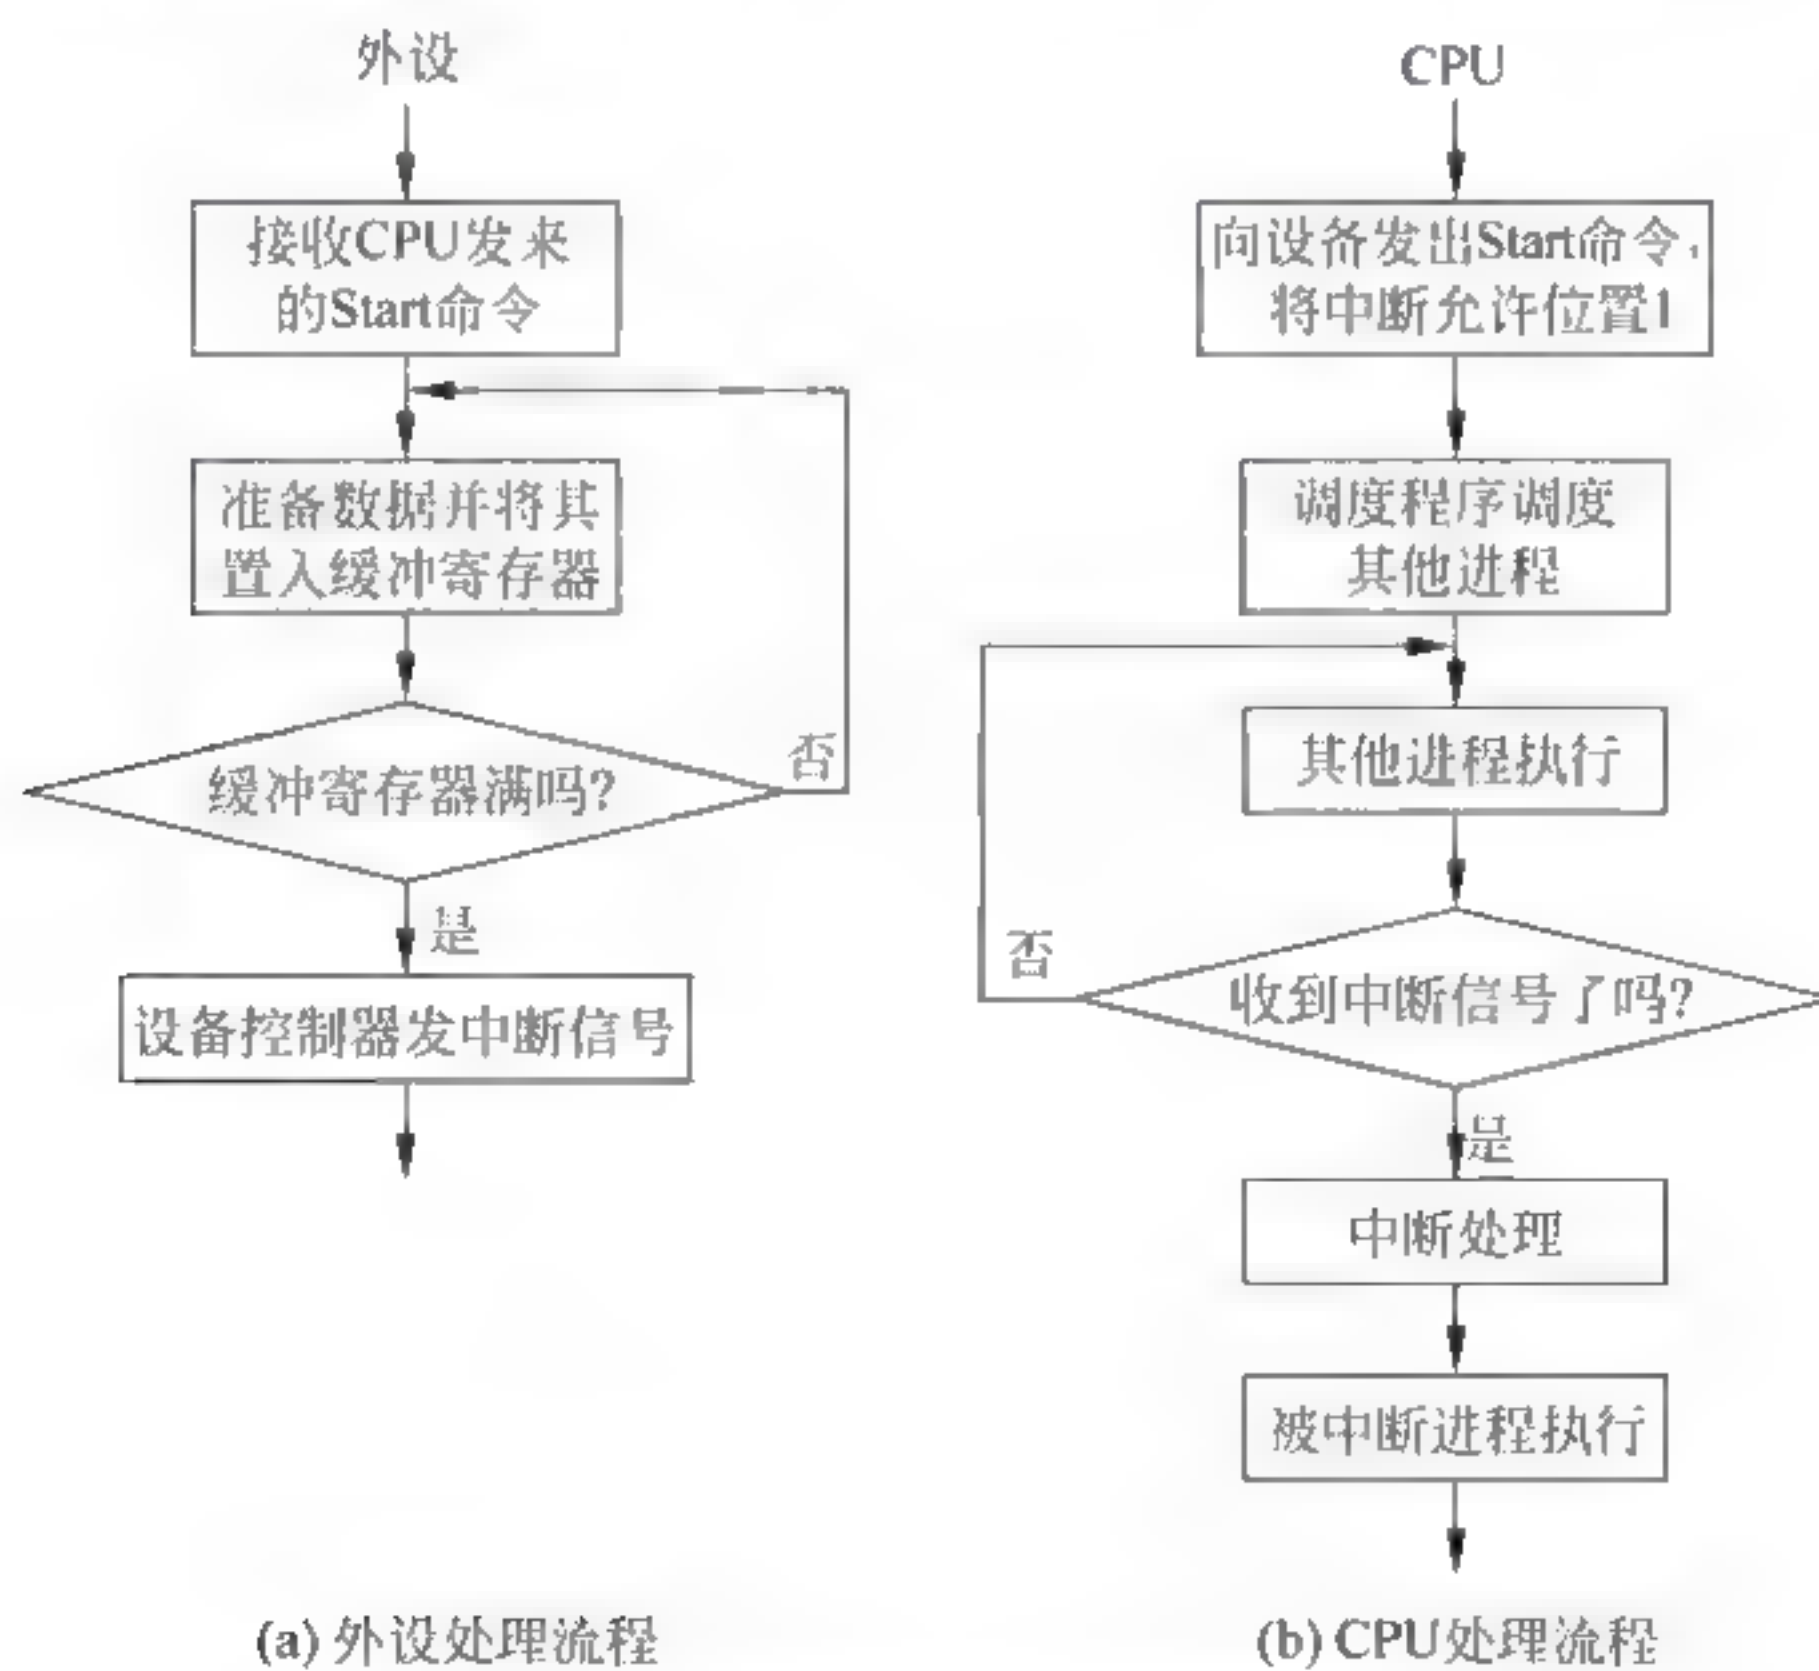 外设
接收CPU发来
的Start命令
准备数据并将其
置入缓冲寄存器
缓冲寄存器满吗?
否
是
设备控制器发中断信号
(a) 外设处理流程
CPU
向设备发出Start命令,
将中断允许位置1
调度程序调度
其他进程
其他进程执行
收到中断信号了吗?
否
是
中断处理
被中断进程执行
(b) CPU处理流程